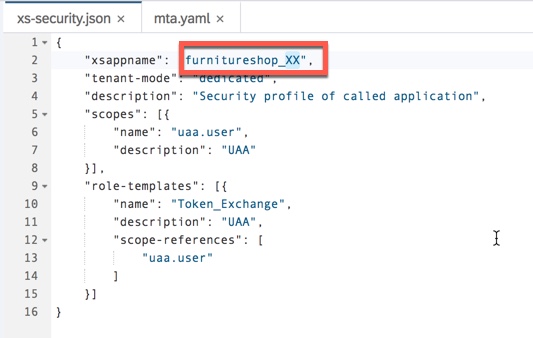 xs-security.json × mta.yaml ×
1 {
2 "xsappname": "furnitureshop_XX",
3 "tenant-mode": "dedicated",
4 "description": "Security profile of called application",
5 "scopes": [{
6 "name": "uaa.user",
7 "description": "UAA"
8 }],
9 "role-templates": [{
10 "name": "Token_Exchange",
11 "description": "UAA",
12 "scope-references": [
13 "uaa.user"
14 ]
15 }]
16 }